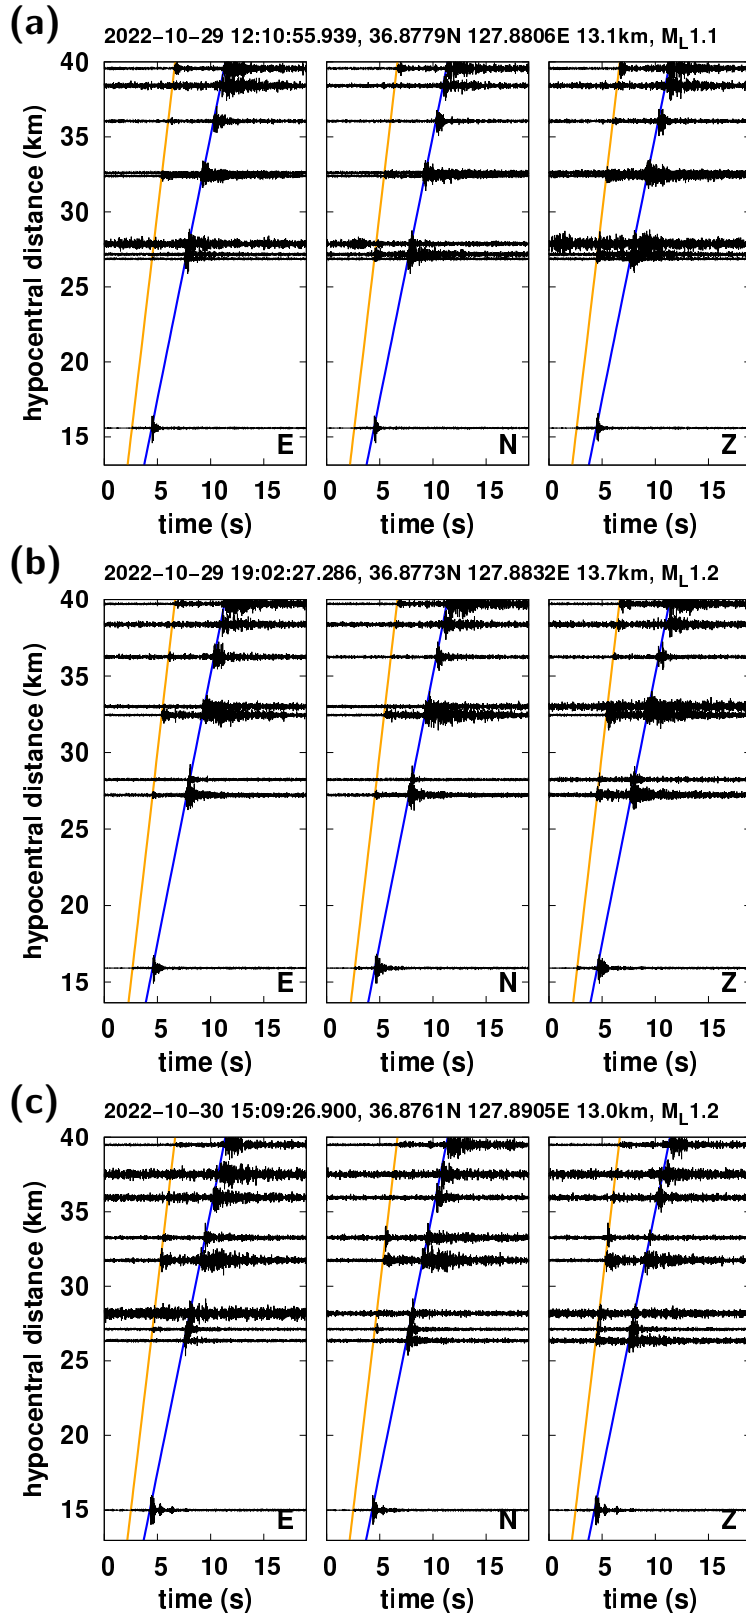 (a)
2022−10−29 12:10:55.939, 36.8779N 127.8806E 13.1km, ML1.1
hypocentral distance (km)
40
35
30
25
20
15
E
N
Z
0 5 10 15
0 5 10 15
0 5 10 15
time (s)
time (s)
time (s)
(b)
2022−10−29 19:02:27.286, 36.8773N 127.8832E 13.7km, ML1.2
hypocentral distance (km)
40
35
30
25
20
15
E
N
Z
0 5 10 15
0 5 10 15
0 5 10 15
time (s)
time (s)
time (s)
(c)
2022−10−30 15:09:26.900, 36.8761N 127.8905E 13.0km, ML1.2
hypocentral distance (km)
40
35
30
25
20
15
E
N
Z
0 5 10 15
0 5 10 15
0 5 10 15
time (s)
time (s)
time (s)